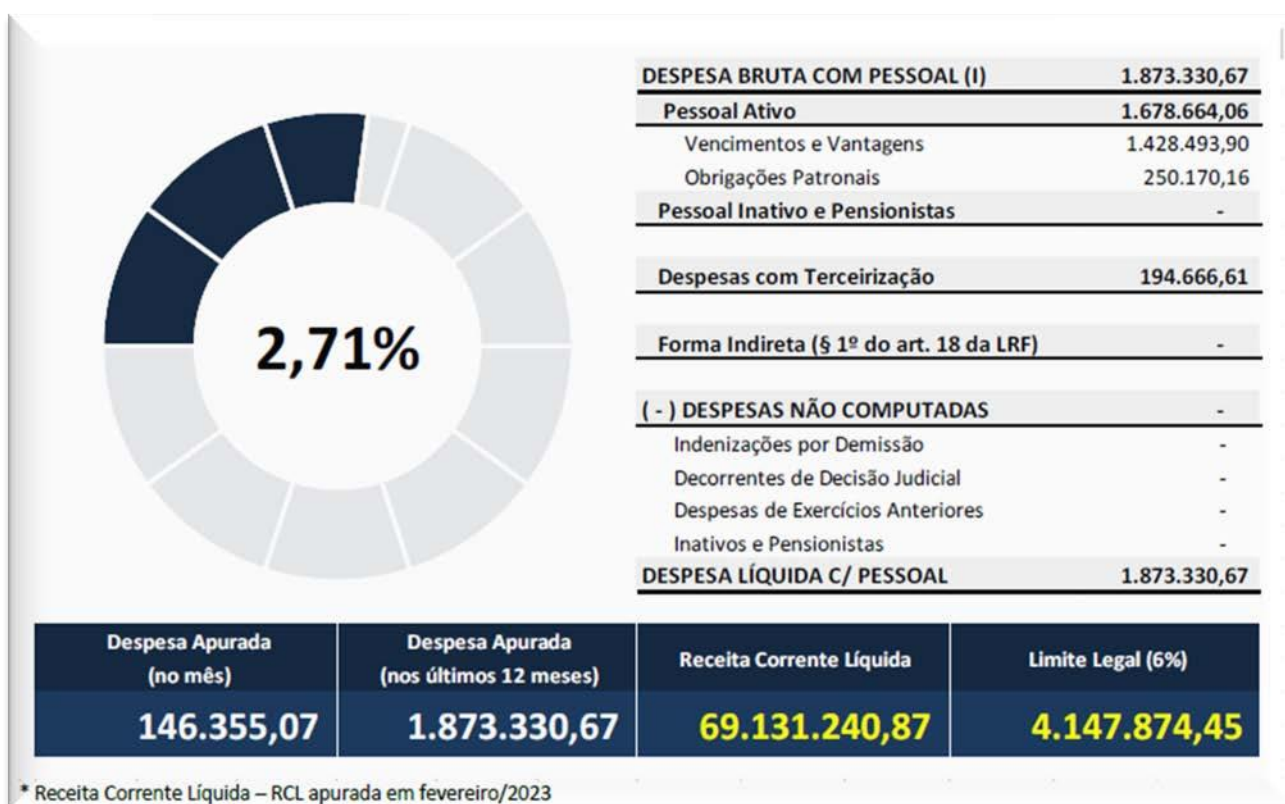 DESPESA BRUTA COM PESSOAL (I) 1.873.330,67
Pessoal Ativo 1.678.664,06
Vencimentos e Vantagens 1.428.493,90
Obrigações Patronais 250.170,16
Pessoal Inativo e Pensionistas -
Despesas com Terceirização 194.666,61
Forma Indireta (§ 1º do art. 18 da LRF) -
( - ) DESPESAS NÃO COMPUTADAS -
Indenizações por Demissão -
Decorrentes de Decisão Judicial -
Despesas de Exercícios Anteriores -
Inativos e Pensionistas -
DESPESA LÍQUIDA C/ PESSOAL 1.873.330,67
2,71%
Despesa Apurada
(no mês)
146.355,07
Despesa Apurada
(nos últimos 12 meses)
1.873.330,67
Receita Corrente Líquida
69.131.240,87
Limite Legal (6%)
4.147.874,45
* Receita Corrente Líquida – RCL apurada em fevereiro/2023